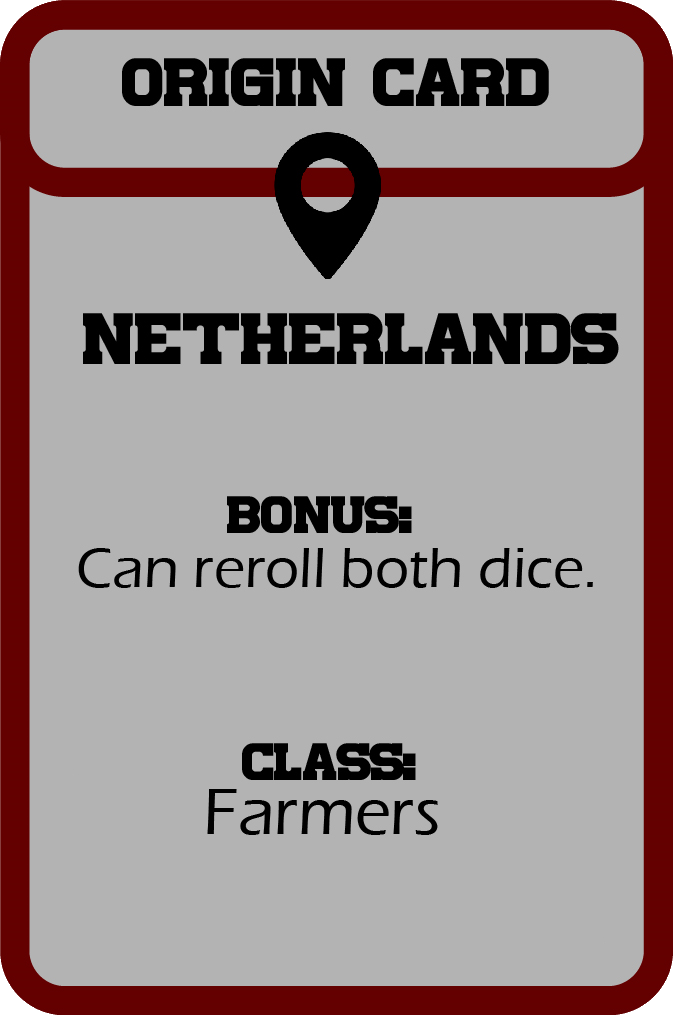 ORIGIN CARD
NETHERLANDS
BONUS:
Can reroll both dice.
CLASS:
Farmers